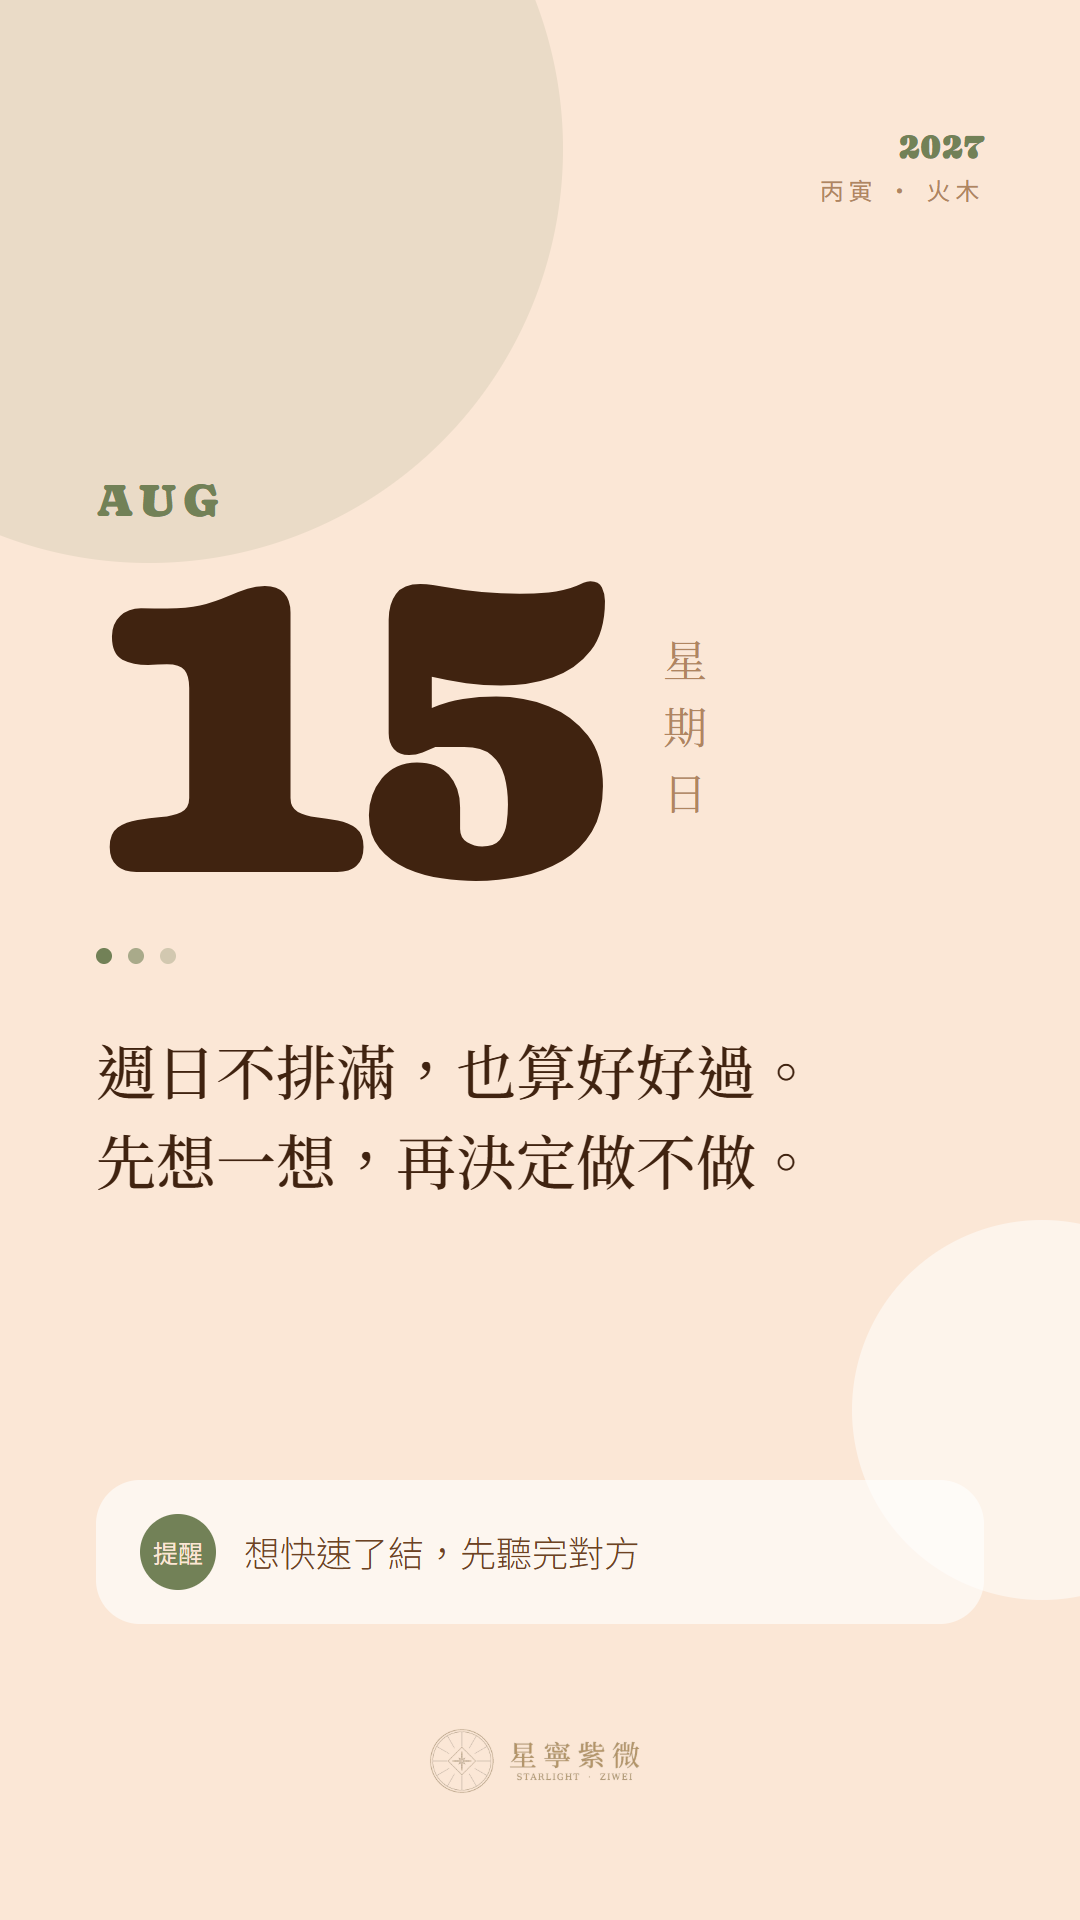 2027
丙寅 · 火木
AUG
15
星期日
週日不排滿，也算好好過。
先想一想，再決定做不做。
提醒
想快速了結，先聽完對方
星寧紫微
STARLIGHT · ZIWEI